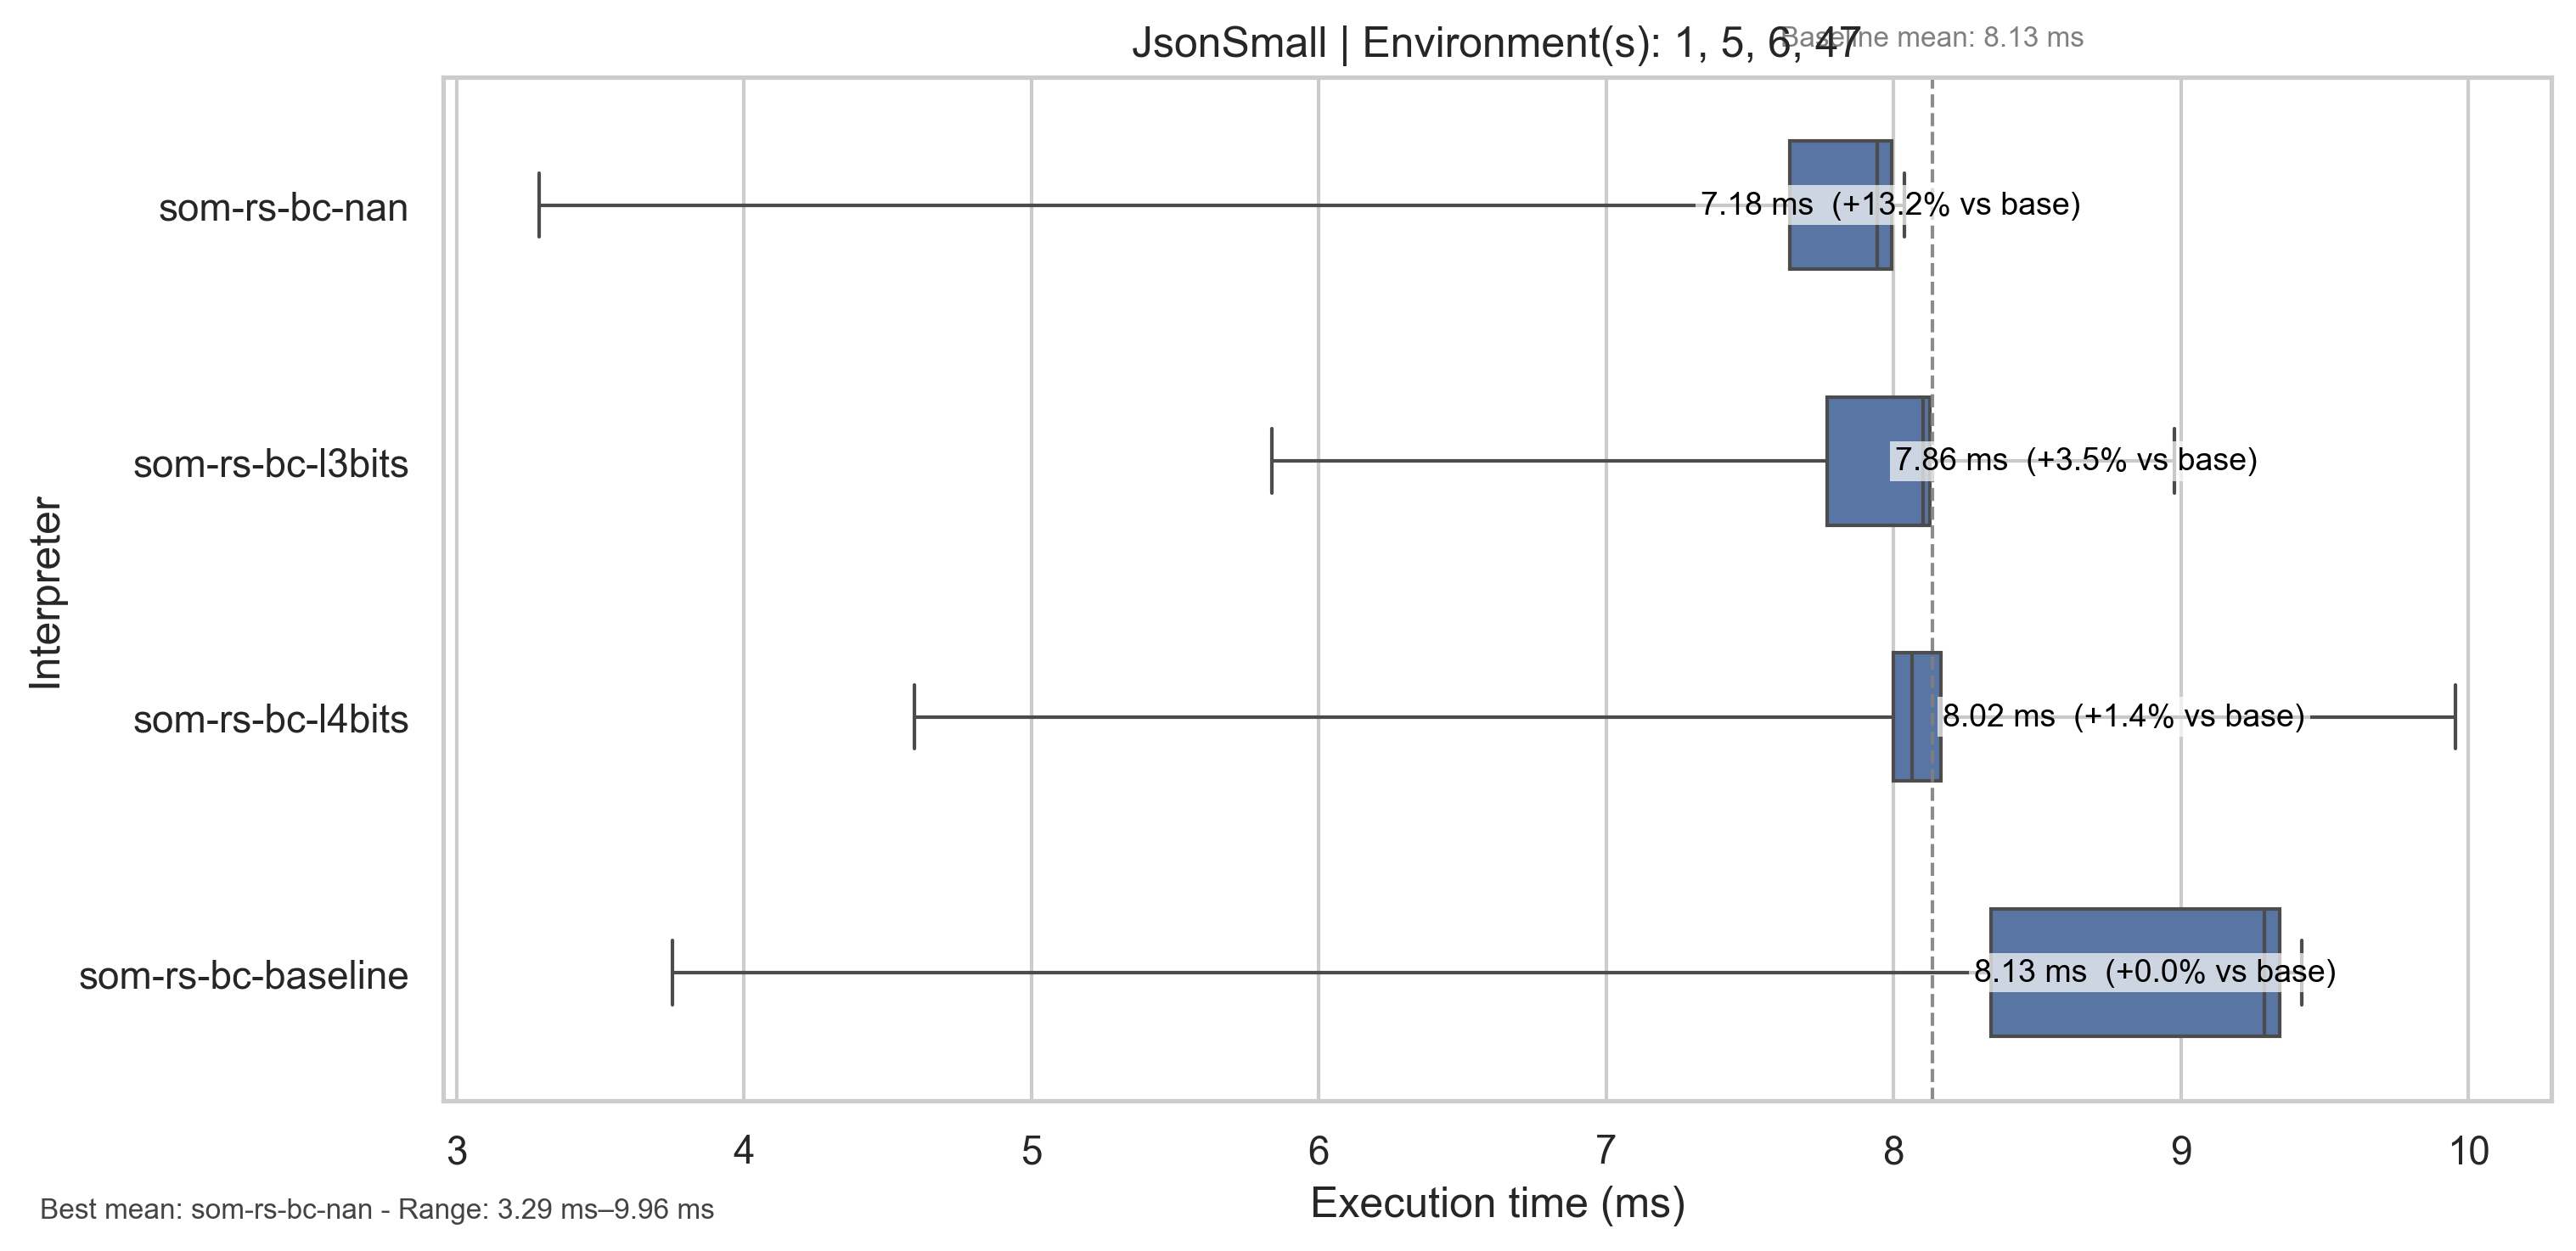 JsonSmall | Environment(s): 1, 5, 6, 47
Baseline mean: 8.13 ms
Interpreter
som-rs-bc-nan
7.18 ms (+13.2% vs base)
som-rs-bc-l3bits
7.86 ms (+3.5% vs base)
som-rs-bc-l4bits
8.02 ms (+1.4% vs base)
som-rs-bc-baseline
8.13 ms (+0.0% vs base)
3 4 5 6 7 8 9 10
Execution time (ms)
Best mean: som-rs-bc-nan - Range: 3.29 ms–9.96 ms